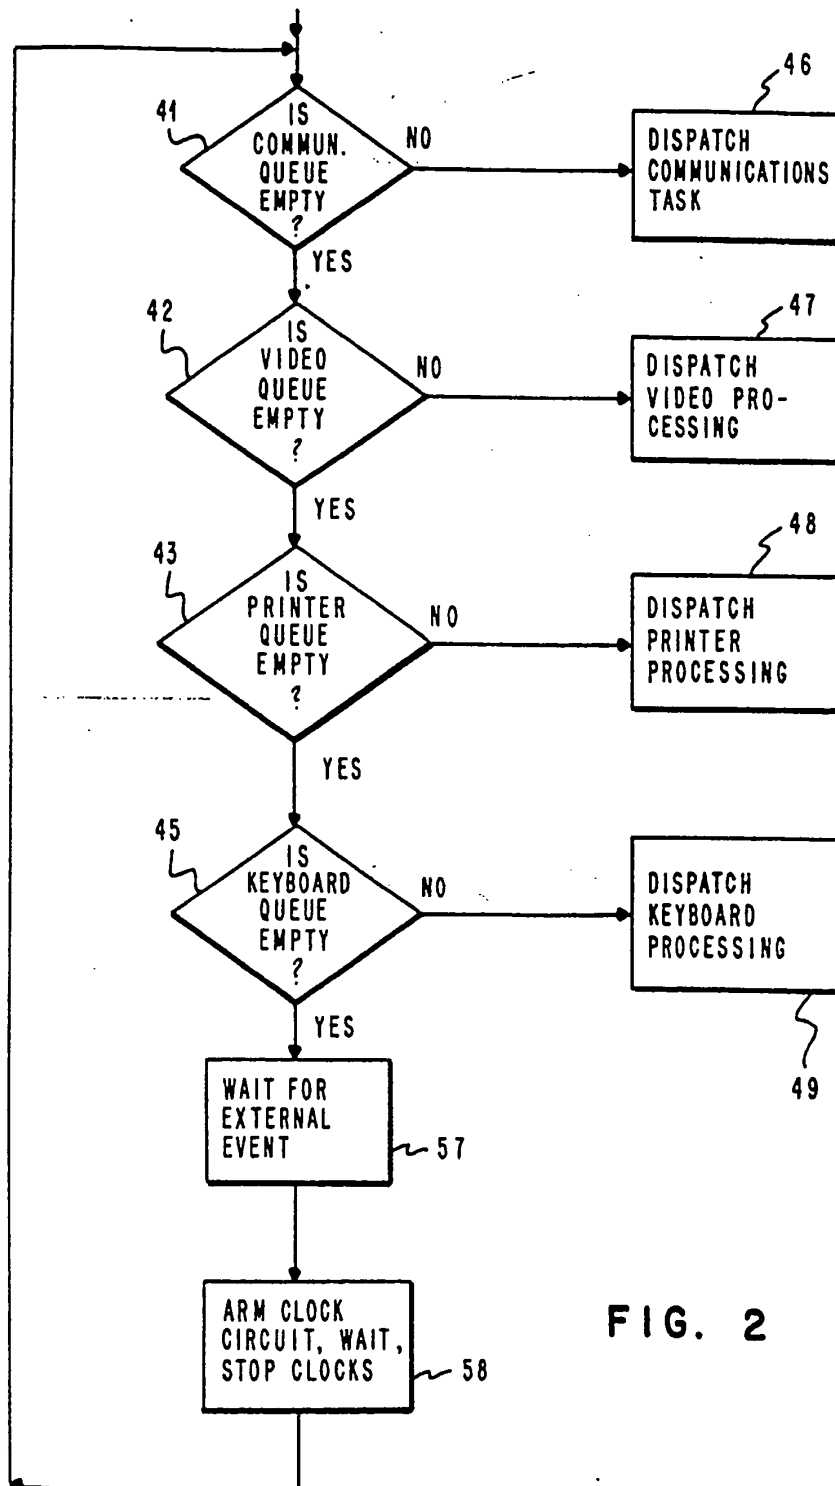 41
IS
COMMUN.
QUEUE
EMPTY
?
NO
46
DISPATCH
COMMUNICATIONS
TASK
YES
42
IS
VIDEO
QUEUE
EMPTY
?
NO
47
DISPATCH
VIDEO PRO-
CESSING
YES
43
IS
PRINTER
QUEUE
EMPTY
?
NO
48
DISPATCH
PRINTER
PROCESSING
YES
45
IS
KEYBOARD
QUEUE
EMPTY
?
NO
DISPATCH
KEYBOARD
PROCESSING
49
YES
WAIT FOR
EXTERNAL
EVENT
57
ARM CLOCK
CIRCUIT, WAIT,
STOP CLOCKS
58
FIG. 2